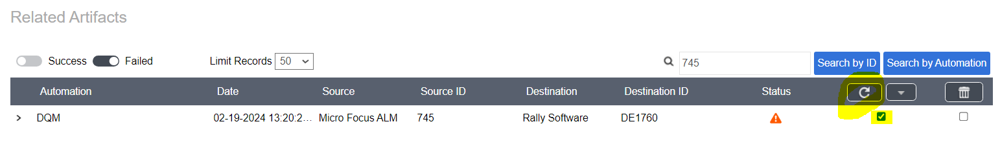 Related Artifacts
Success Failed Limit Records 50 745 Search by ID Search by Automation
Automation Date Source Source ID Destination Destination ID Status
DQM 02-19-2024 13:20:2... Micro Focus ALM 745 Rally Software DE1760